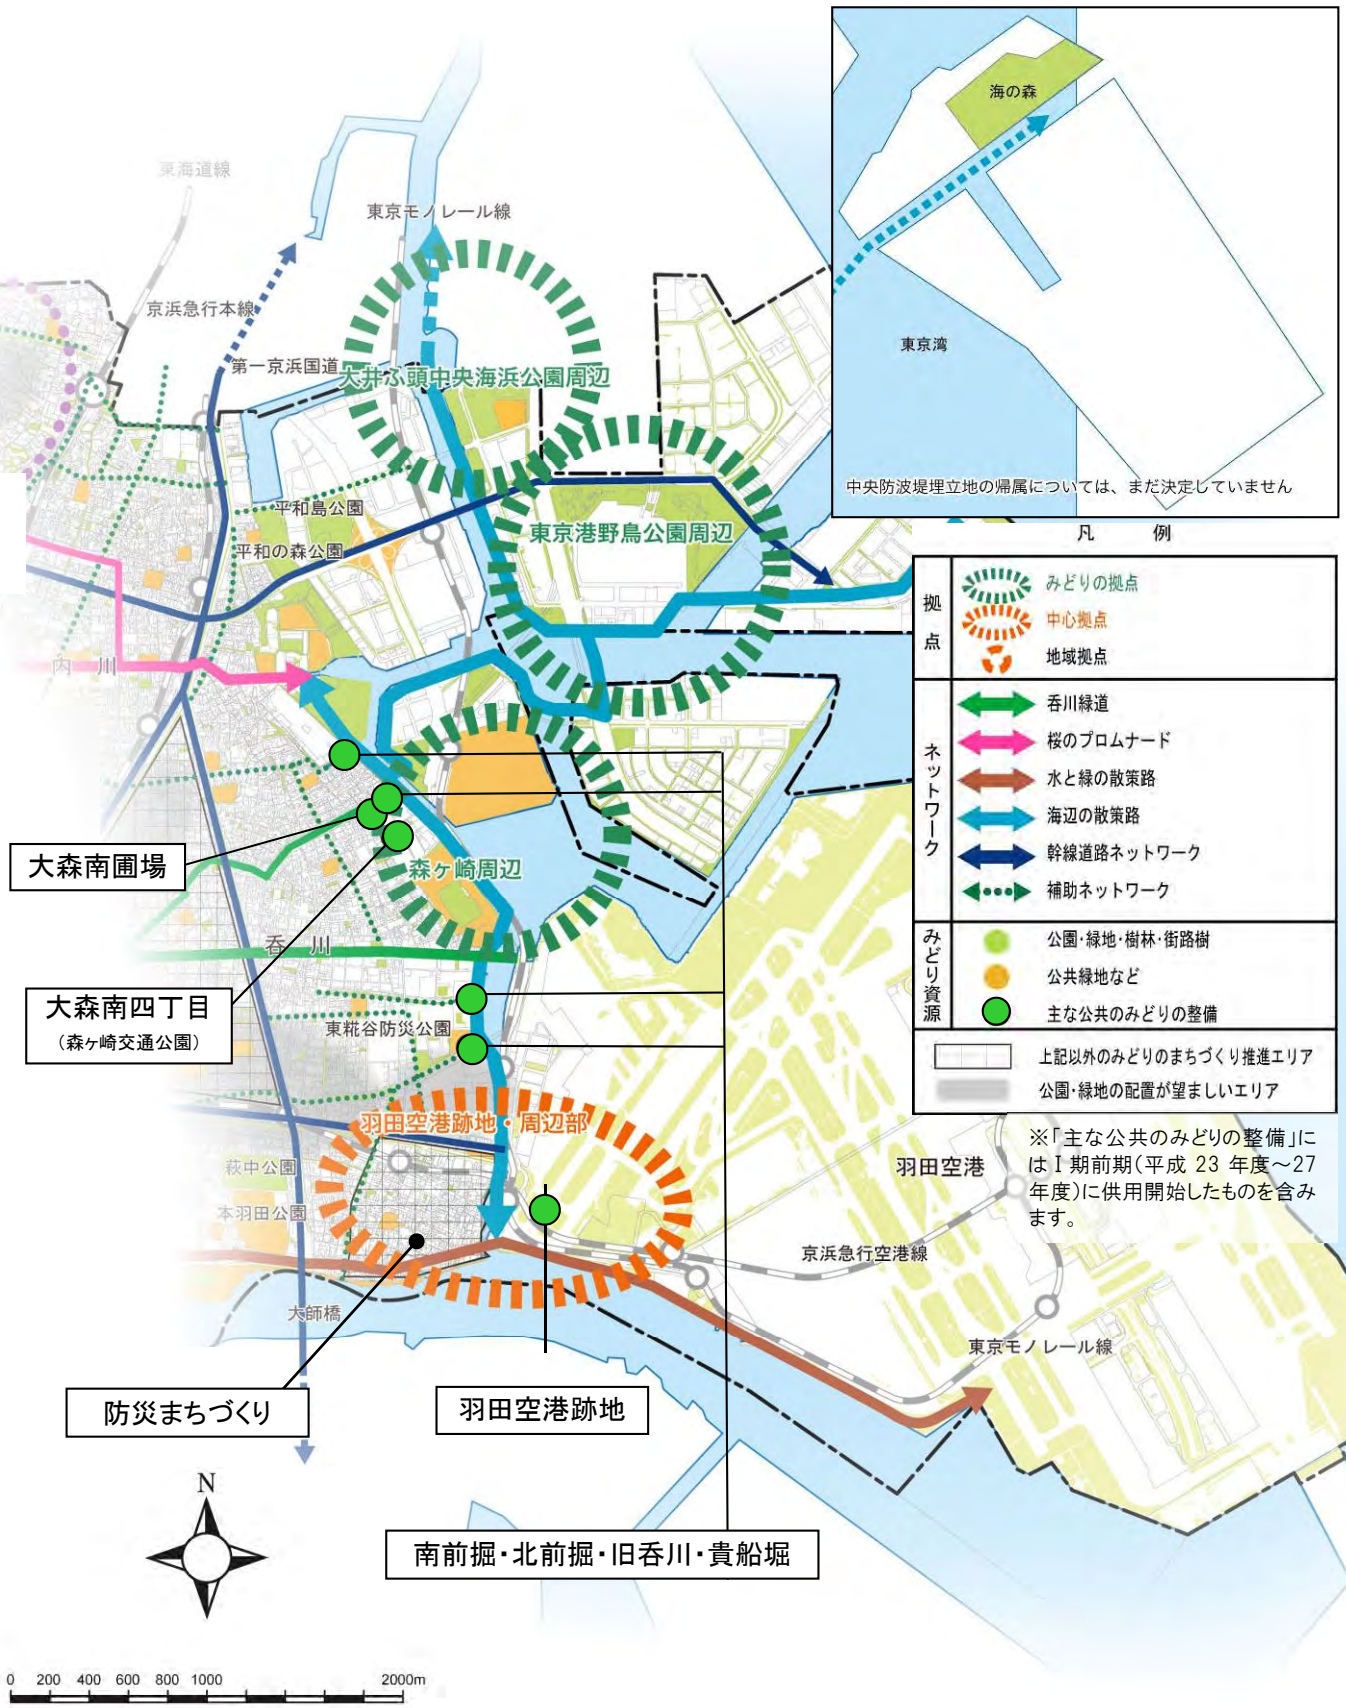 海の森
東京湾
中央防波堤埋立地の帰属については、まだ決定していません
東海道線
東京モノレール線
京浜急行本線
第一京浜国道
大井ふ頭中央海浜公園周辺
平和島公園
東京港野鳥公園周辺
平和の森公園
内川
大森南圃場
森ヶ崎周辺
呑川
大森南四丁目
（森ヶ崎交通公園）
東糀谷防災公園
羽田空港跡地・周辺部
萩中公園
本羽田公園
羽田空港
京浜急行空港線
大師橋
東京モノレール線
防災まちづくり
羽田空港跡地
南前堀・北前堀・旧呑川・貴船堀
凡例
拠点
みどりの拠点
中心拠点
地域拠点
ネットワーク
呑川緑道
桜のプロムナード
水と緑の散策路
海辺の散策路
幹線道路ネットワーク
補助ネットワーク
みどり資源
公園・緑地・樹林・街路樹
公共緑地など
主な公共のみどりの整備
上記以外のみどりのまちづくり推進エリア
公園・緑地の配置が望ましいエリア
※「主な公共のみどりの整備」に
はⅠ期前期（平成 23 年度～27
年度）に供用開始したものを含み
ます。
N
0 200 400 600 800 1000 2000m